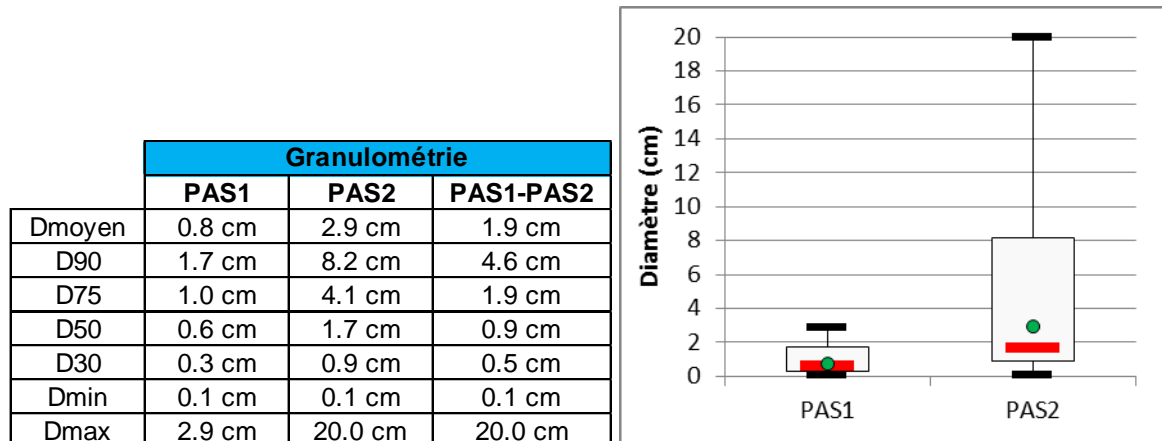 Granulométrie
PAS1 PAS2 PAS1-PAS2
Dmoyen 0.8 cm 2.9 cm 1.9 cm
D90 1.7 cm 8.2 cm 4.6 cm
D75 1.0 cm 4.1 cm 1.9 cm
D50 0.6 cm 1.7 cm 0.9 cm
D30 0.3 cm 0.9 cm 0.5 cm
Dmin 0.1 cm 0.1 cm 0.1 cm
Dmax 2.9 cm 20.0 cm 20.0 cm
Diamètre (cm)
20
18
16
14
12
10
8
6
4
2
0
PAS1 PAS2